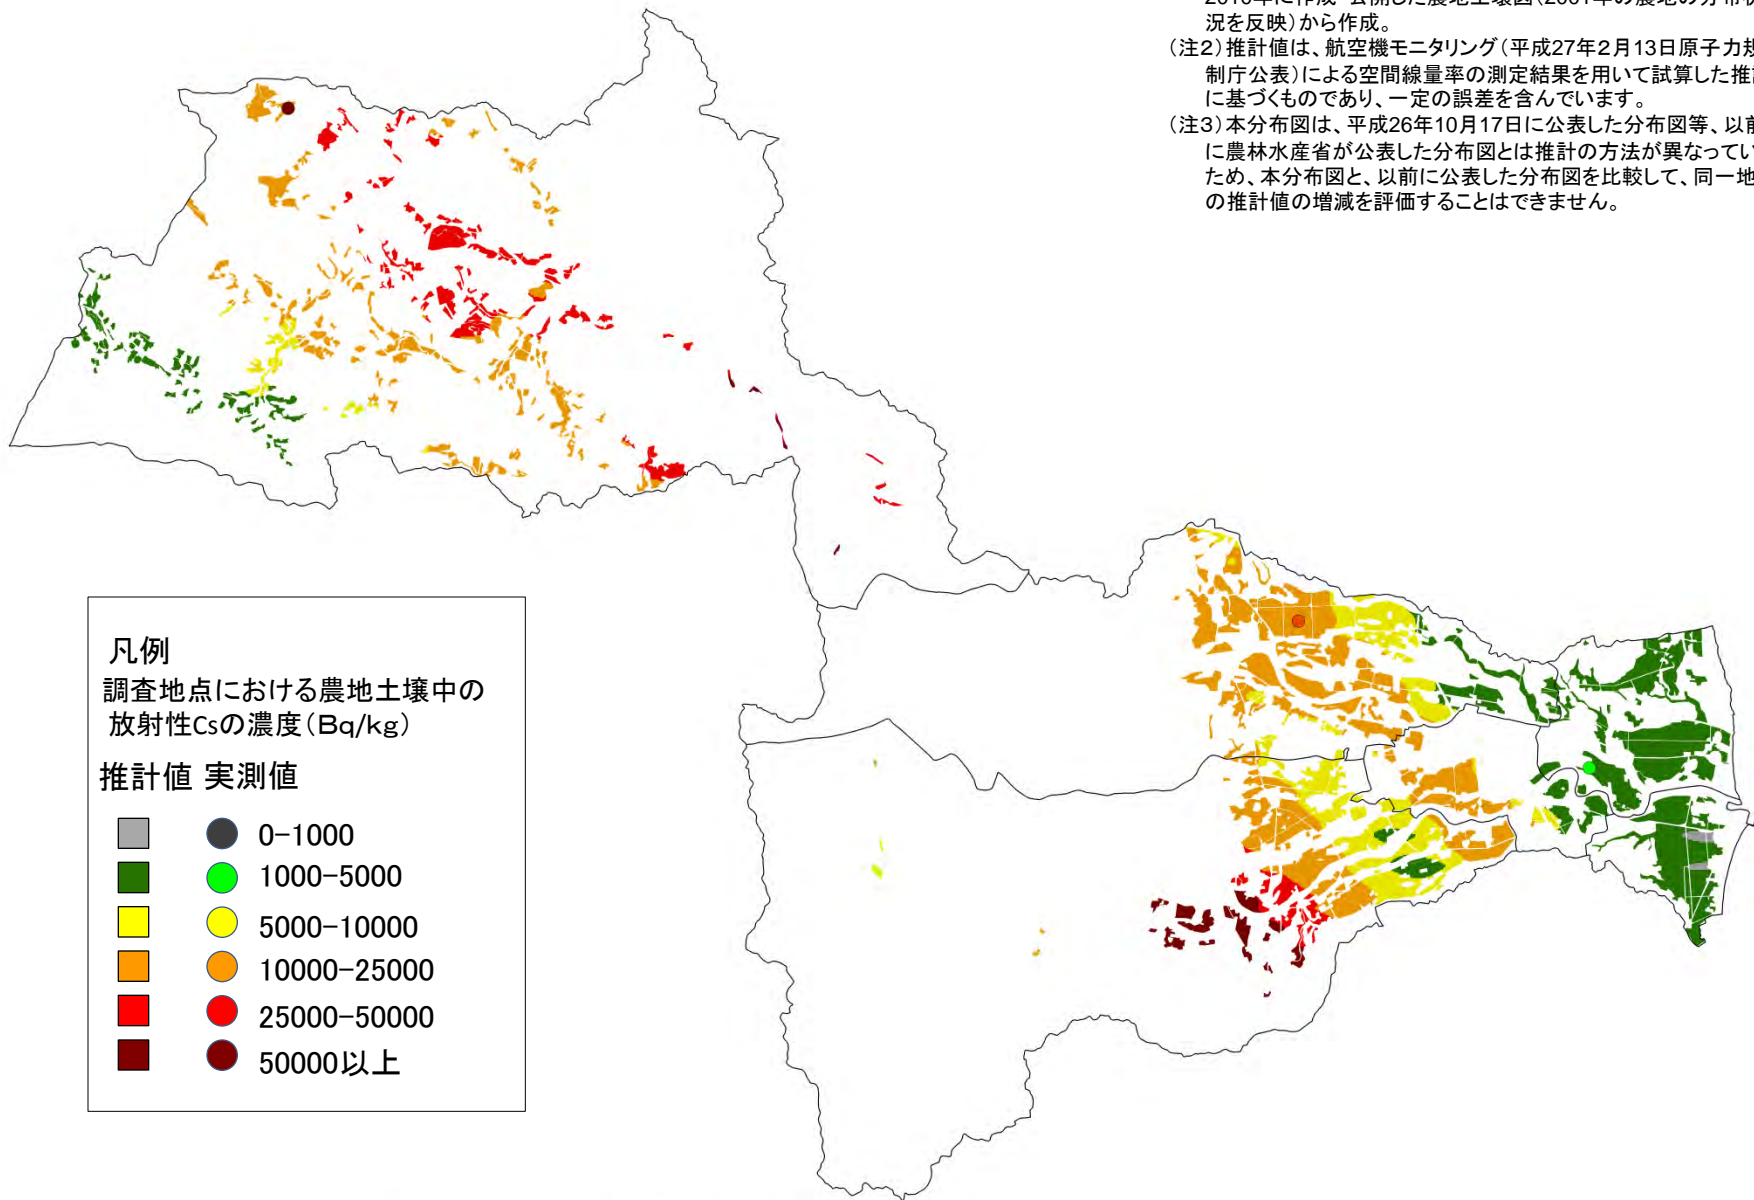 況を反映）から作成。
（注2）推計値は、航空機モニタリング（平成27年2月13日原子力規
制庁公表）による空間線量率の測定結果を用いて試算した推
に基づくものであり、一定の誤差を含んでいます。
（注3）本分布図は、平成26年10月17日に公表した分布図等、以前
に農林水産省が公表した分布図とは推計の方法が異なってい
ため、本分布図と、以前に公表した分布図を比較して、同一地
の推計値の増減を評価することはできません。
凡例
調査地点における農地土壌中の
放射性Csの濃度（Bq/kg）
推計値 実測値
0-1000
1000-5000
5000-10000
10000-25000
25000-50000
50000以上